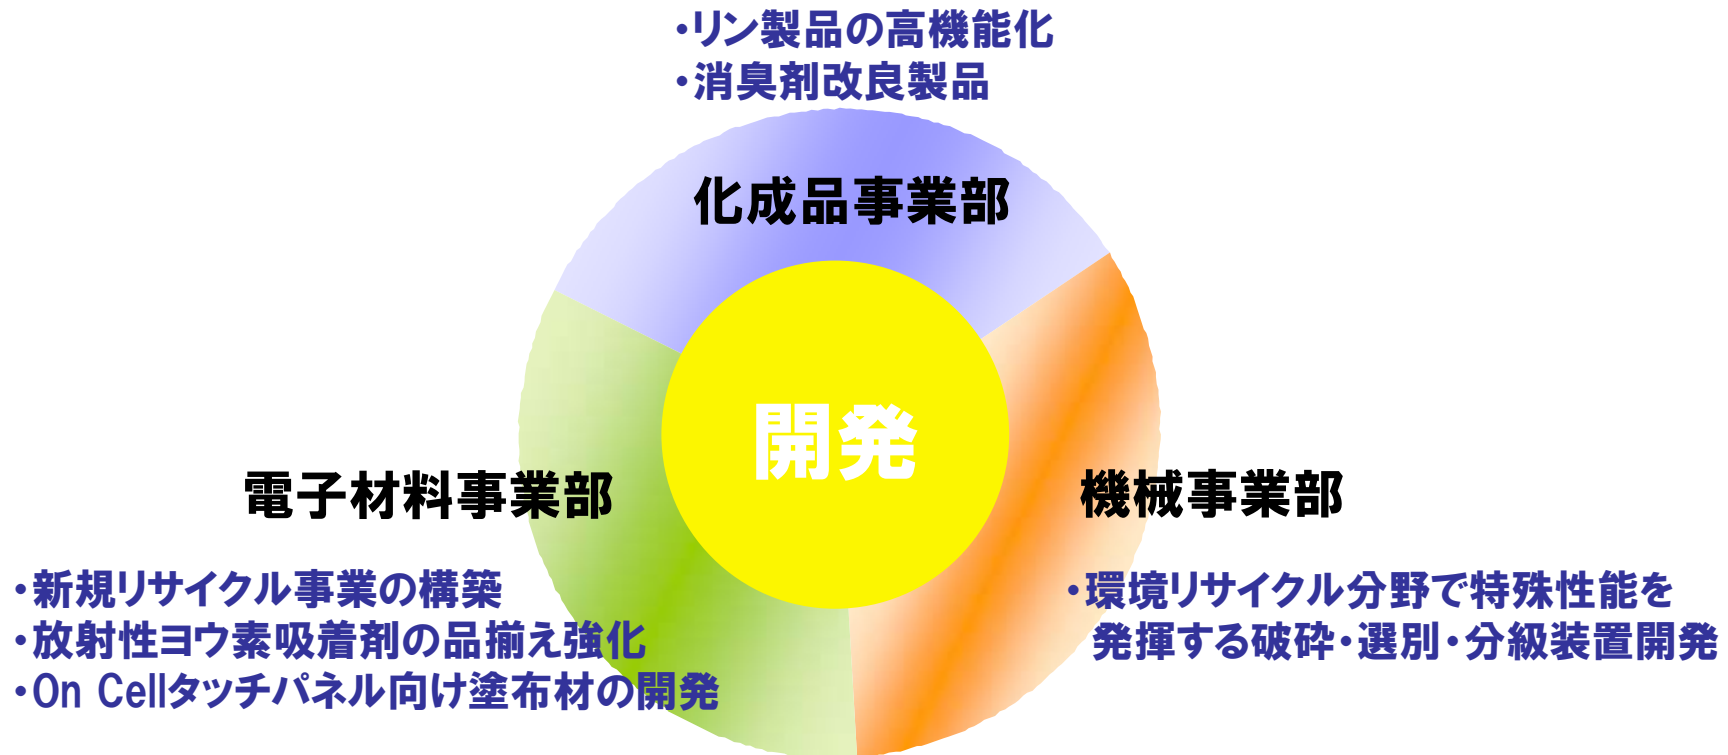 ・リン製品の高機能化
・消臭剤改良製品
化成品事業部
開発
電子材料事業部
・新規リサイクル事業の構築
・放射性ヨウ素吸着剤の品揃え強化
・On Cellタッチパネル向け塗布材の開発
機械事業部
・環境リサイクル分野で特殊性能を
発揮する破砕・選別・分級装置開発